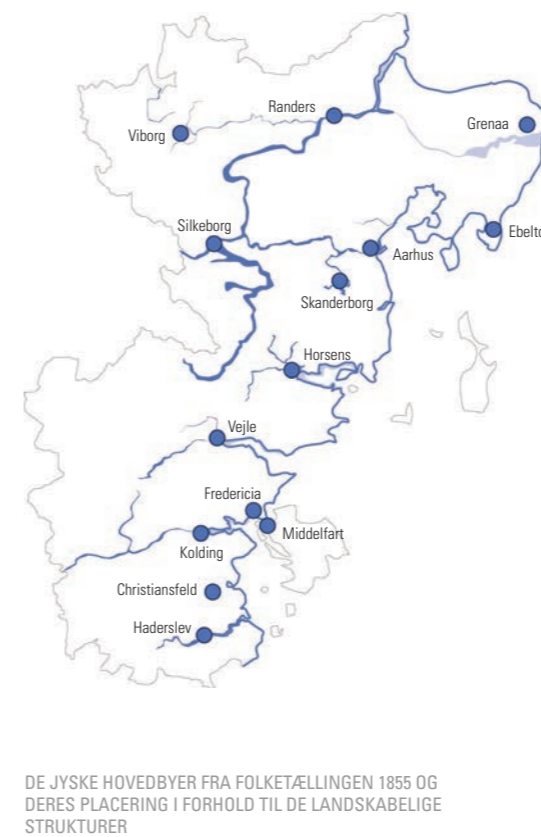 Randers
Grenaa
Viborg
Silkeborg
Ebelto
Aarhus
Skanderborg
Horsens
Vejle
Fredericia
Middelfart
Kolding
Christiansfeld
Haderslev
DE JYSKE HOVEDBYER FRA FOLKETÆLLINGEN 1855 OG
DERES PLACERING I FORHOLD TIL DE LANDSKABELIGE
STRUKTURER